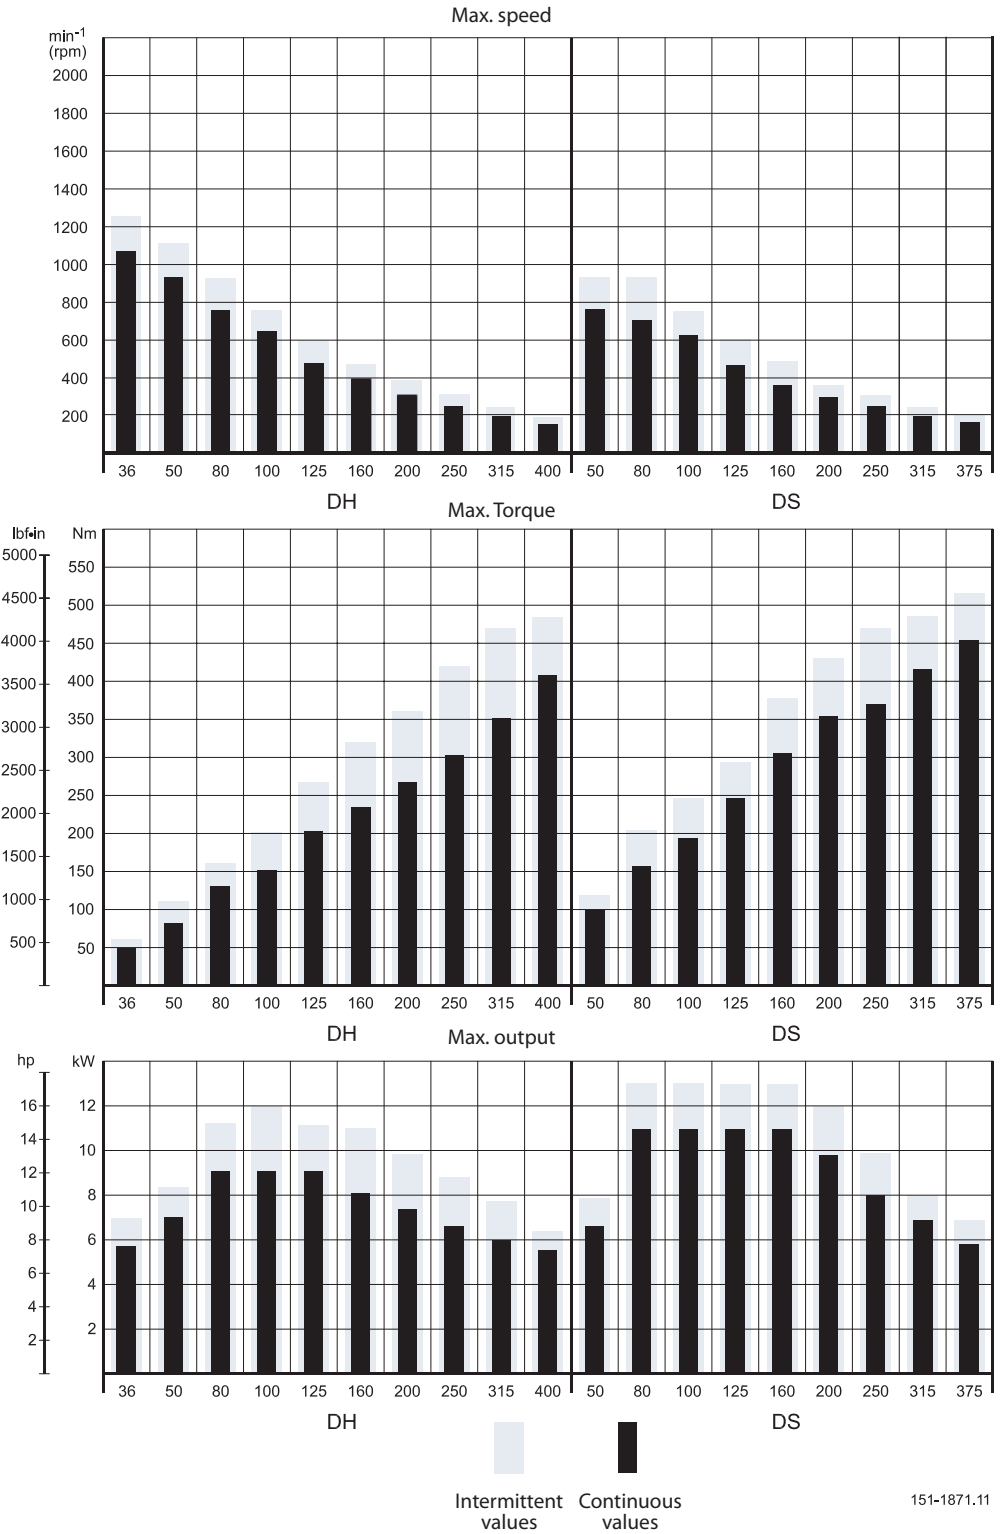 Max. speed
min-1
(rpm)
2000
1800
1600
1400
1200
1000
800
600
400
200
36 50 80 100 125 160 200 250 315 400 50 80 100 125 160 200 250 315 375
DH DS
Max. Torque
lbf•in Nm
5000
4500
4000
3500
3000
2500
2000
1500
1000
500
550
500
450
400
350
300
250
200
150
100
50
36 50 80 100 125 160 200 250 315 400 50 80 100 125 160 200 250 315 375
DH DS
Max. output
hp kW
16
14
12
10
8
6
4
2
12
10
8
6
4
2
36 50 80 100 125 160 200 250 315 400 50 80 100 125 160 200 250 315 375
DH DS
Intermittent
values
Continuous
values
151-1871.11